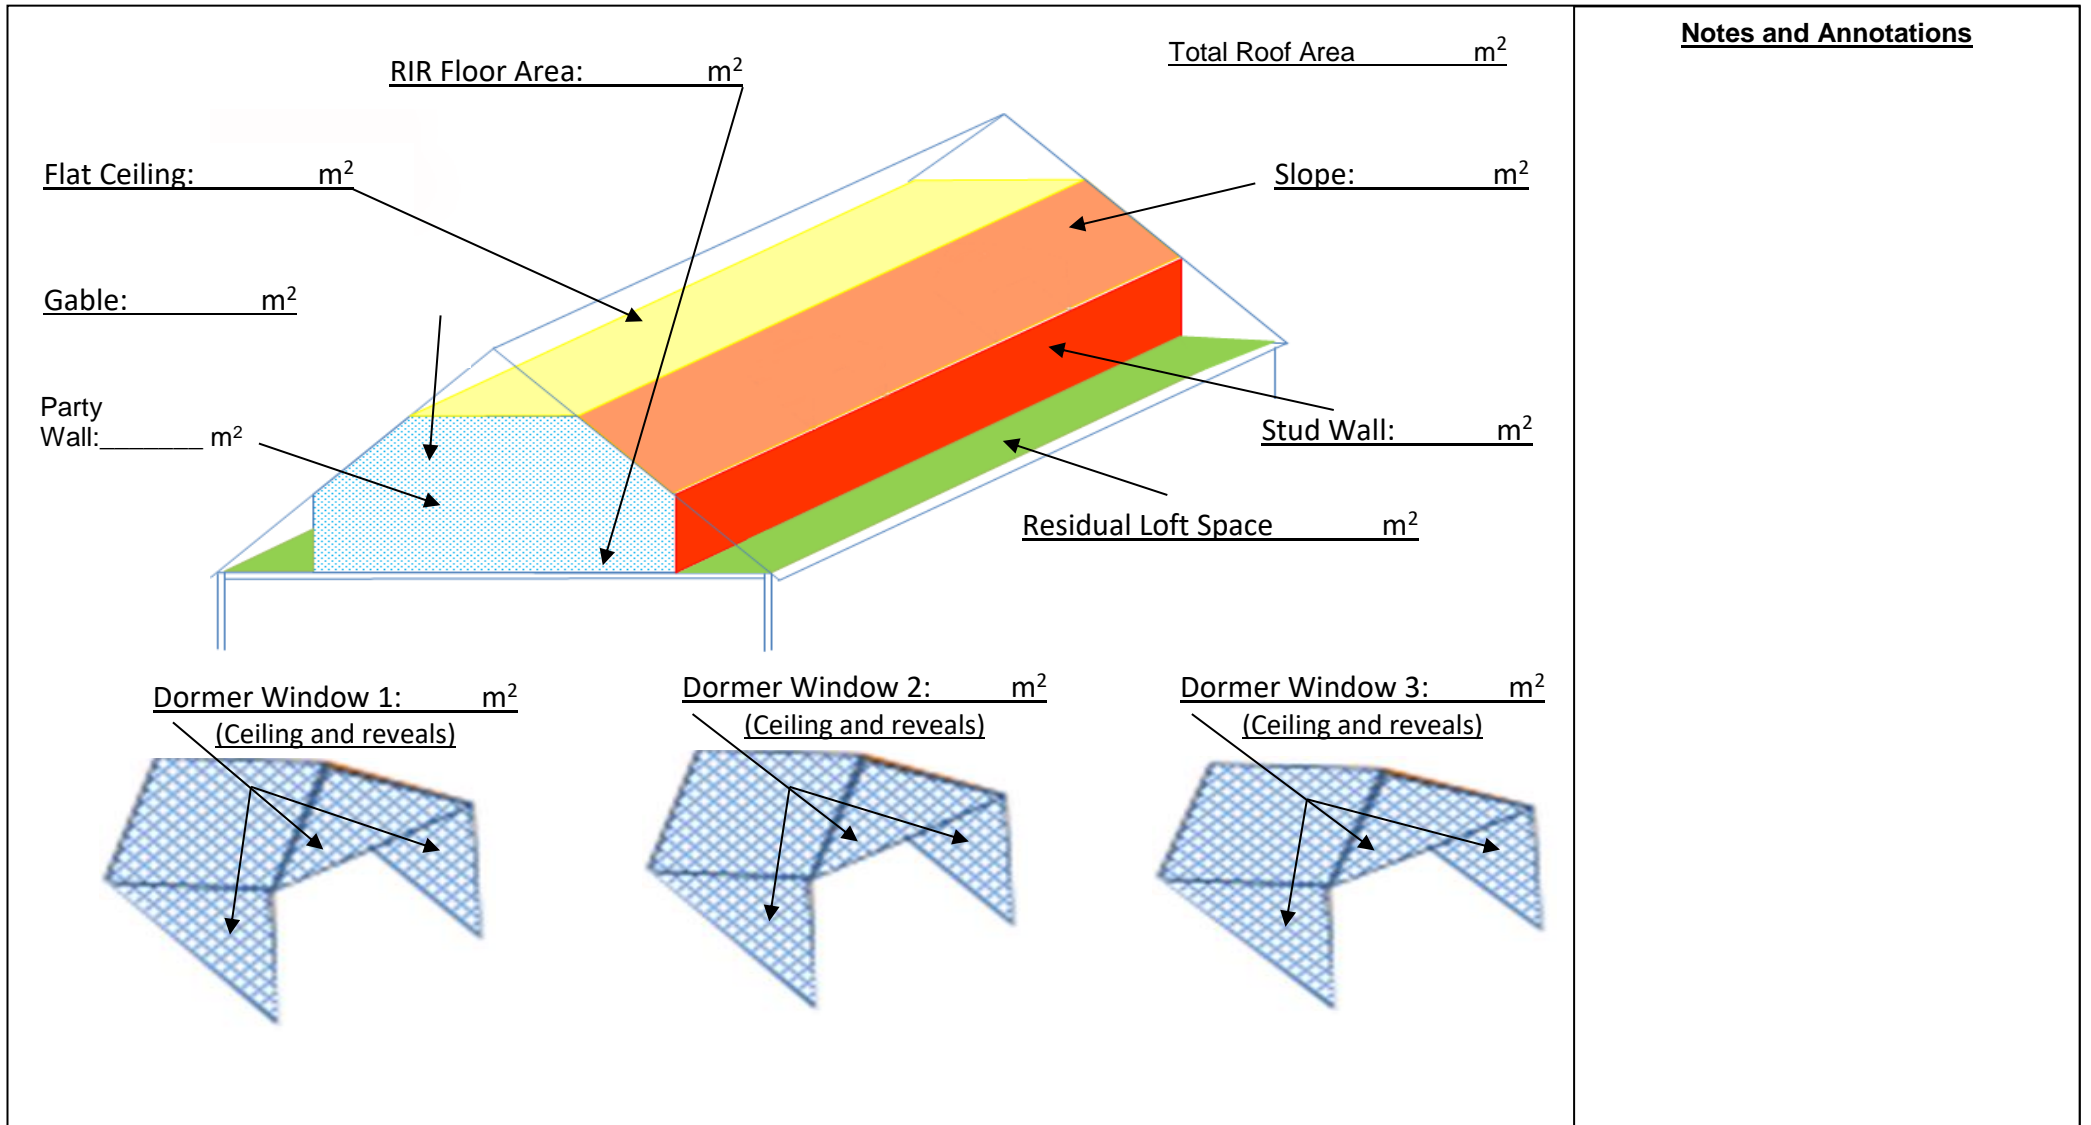 Notes and Annotations
Total Roof Area m²
RIR Floor Area: m²
Flat Ceiling: m²
Slope: m²
Gable: m²
Party
Wall:_______ m²
Stud Wall: m²
Residual Loft Space m²
Dormer Window 1: m²
(Ceiling and reveals)
Dormer Window 2: m²
(Ceiling and reveals)
Dormer Window 3: m²
(Ceiling and reveals)